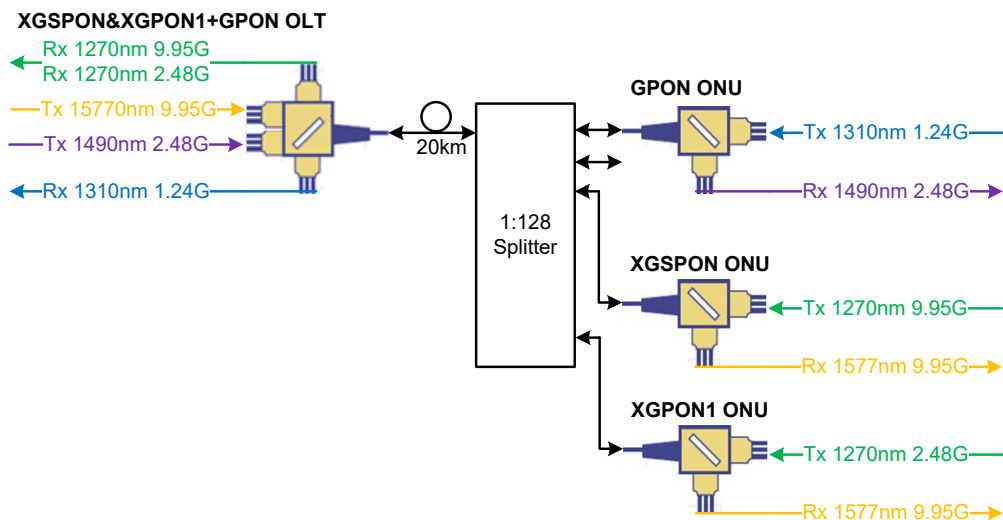 XGSPON&XGPON1+GPON OLT
Rx 1270nm 9.95G
Rx 1270nm 2.48G
Tx 15770nm 9.95G
Tx 1490nm 2.48G
Rx 1310nm 1.24G
20km
1:128
Splitter
GPON ONU
Tx 1310nm 1.24G
Rx 1490nm 2.48G
XGSPON ONU
Tx 1270nm 9.95G
Rx 1577nm 9.95G
XGPON1 ONU
Tx 1270nm 2.48G
Rx 1577nm 9.95G